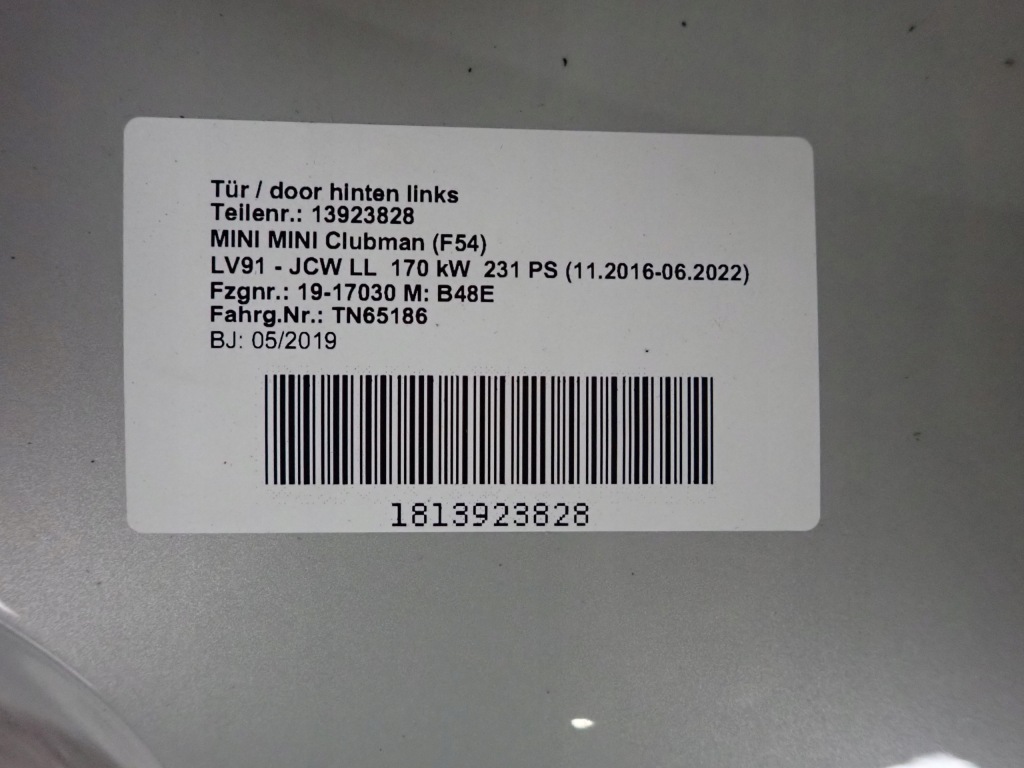 Tür / door hinten links
Teilenr.: 13923828
MINI MINI Clubman (F54)
LV91 - JCW LL 170 kW 231 PS (11.2016-06.2022)
Fzgnr.: 19-17030 M: B48E
Fahrg.Nr.: TN65186
BJ: 05/2019
1813923828